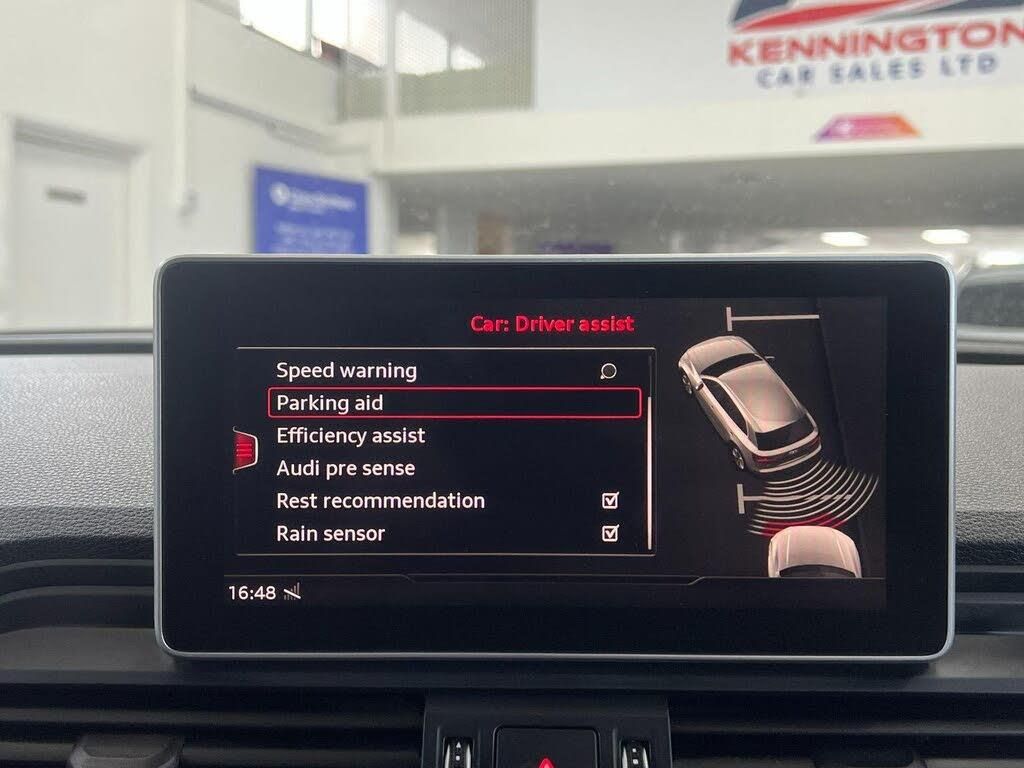 KENNINGTON
CAR SALES LTD
Car: Driver assist
Speed warning
Parking aid
Efficiency assist
Audi pre sense
Rest recommendation
Rain sensor
16:48